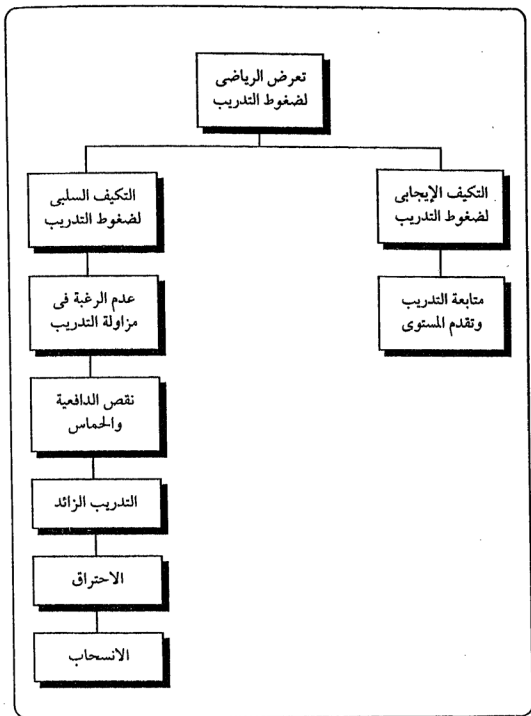 تعرض الرياضى
لضغوط التدريب
التكيف الإيجابى
لضغوط التدريب
متابعة التدريب
وتقدم المستوى
التكيف السلبى
لضغوط التدريب
عدم الرغبة فى
مزاولة التدريب
نقص الدافعية
والحماس
التدريب الزائد
الاحتراق
الانسحاب